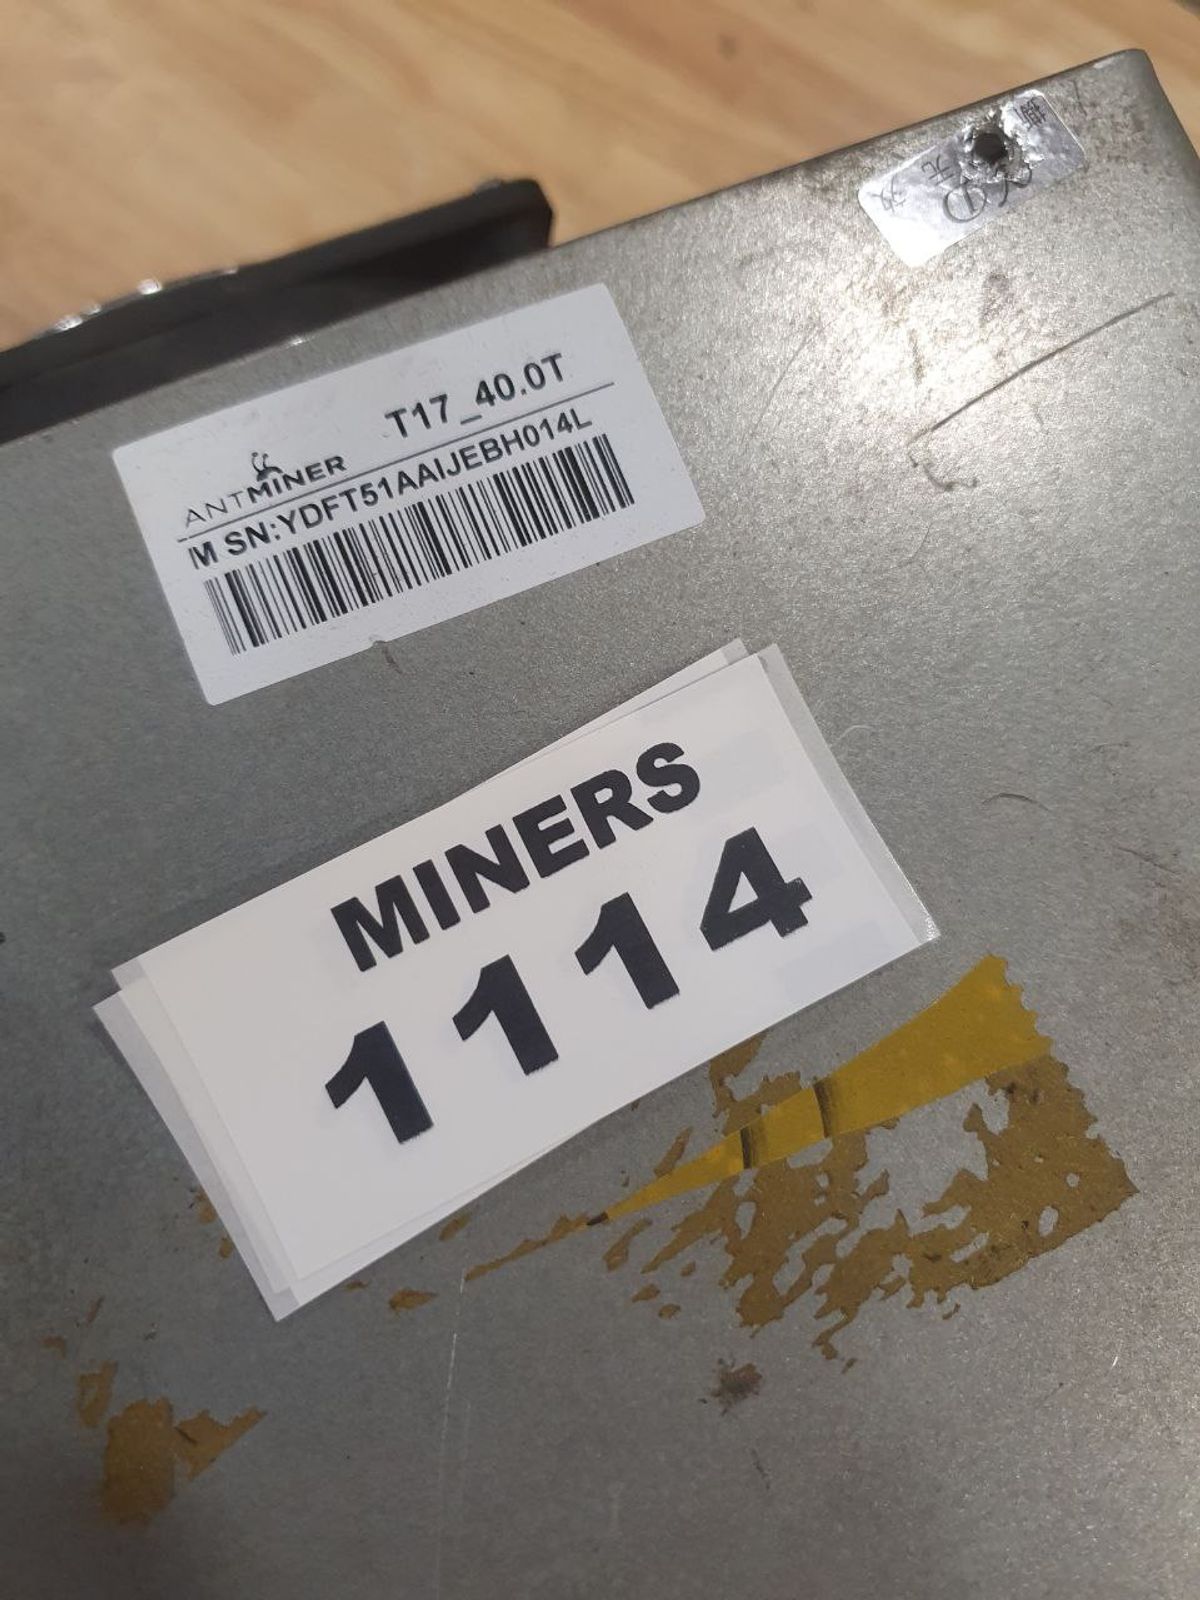 T17_40.0T
ANTMINER
M SN:YDFT51AAIJEBH014L
MINERS
1114